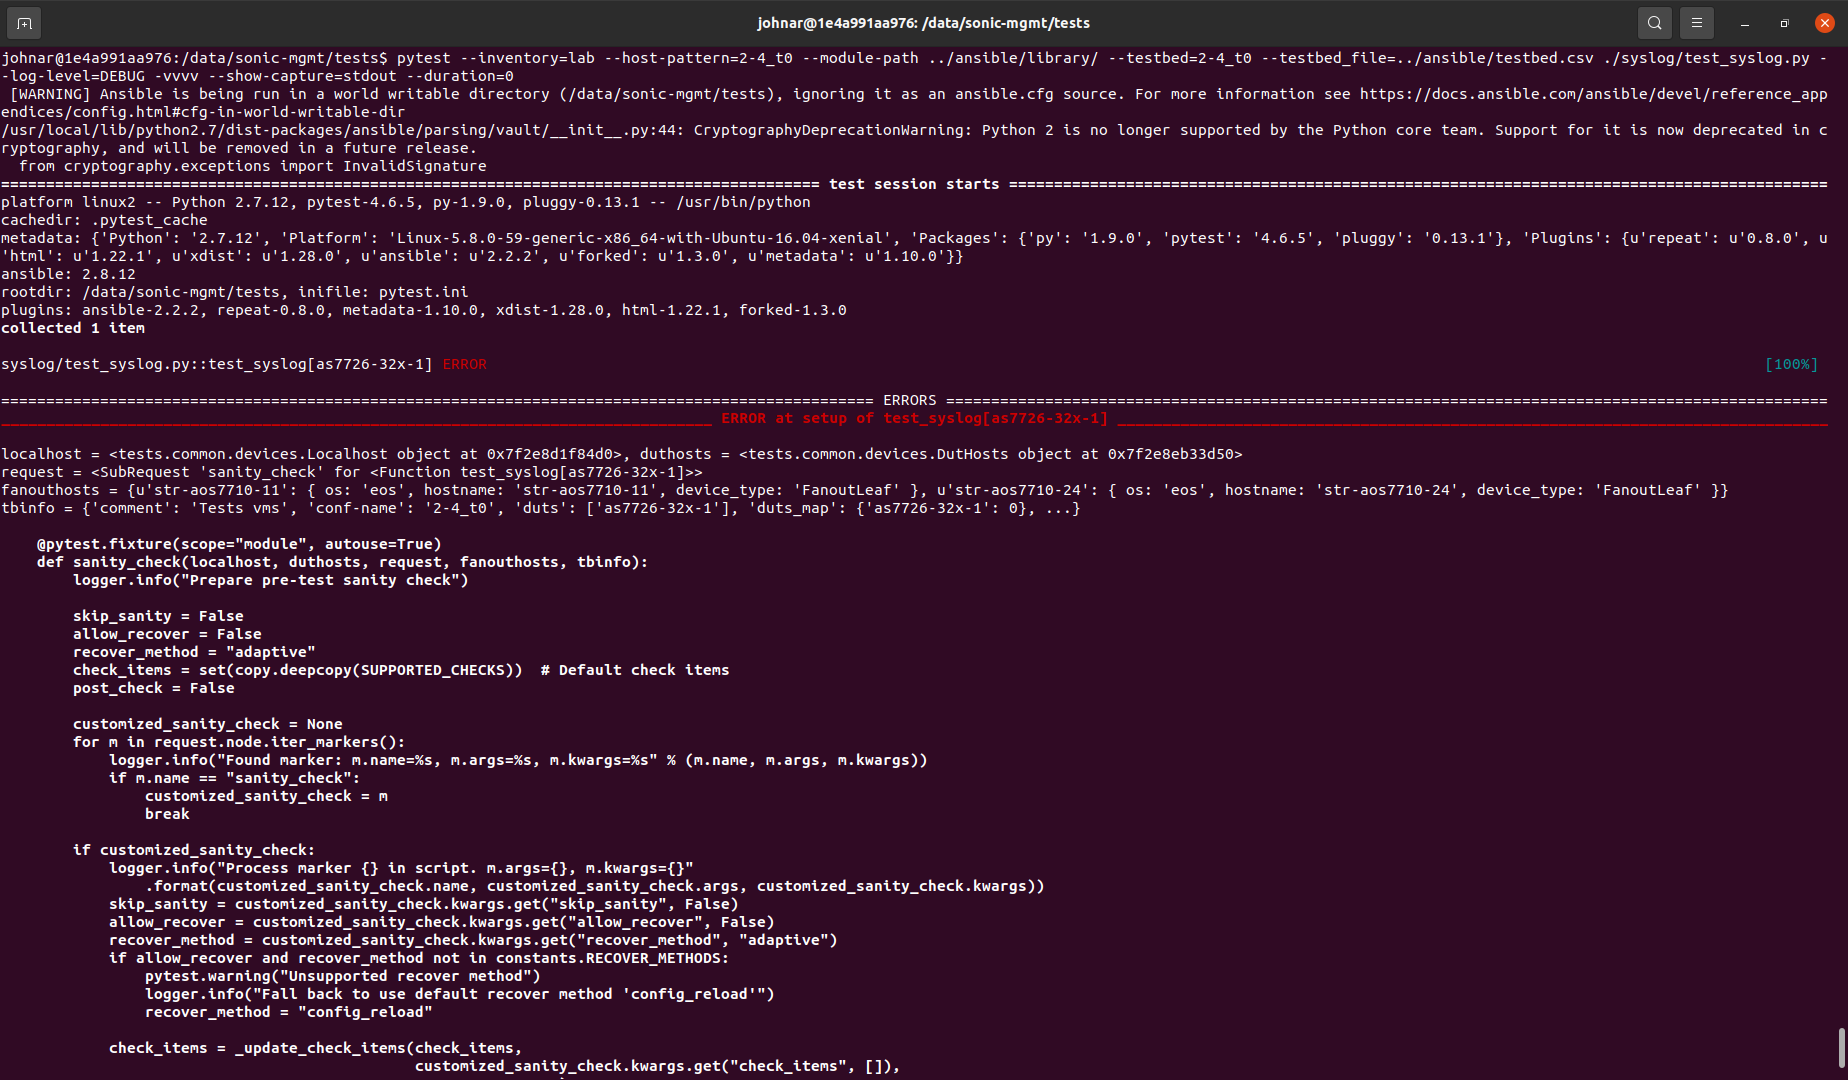 johnar@1e4a991aa976: /data/sonic-mgmt/tests
johnar@1e4a991aa976:/data/sonic-mgmt/tests$ pytest --inventory=lab --host-pattern=2-4_t0 --module-path ../ansible/library/ --testbed=2-4_t0 --testbed_file=../ansible/testbed.csv ./syslog/test_syslog.py -
-log-level=DEBUG -vvvv --show-capture=stdout --duration=0
 [WARNING] Ansible is being run in a world writable directory (/data/sonic-mgmt/tests), ignoring it as an ansible.cfg source. For more information see https://docs.ansible.com/ansible/devel/reference_app
endices/config.html#cfg-in-world-writable-dir
/usr/local/lib/python2.7/dist-packages/ansible/parsing/vault/__init__.py:44: CryptographyDeprecationWarning: Python 2 is no longer supported by the Python core team. Support for it is now deprecated in c
ryptography, and will be removed in a future release.
  from cryptography.exceptions import InvalidSignature
=========================================================================================== test session starts ===========================================================================================
platform linux2 -- Python 2.7.12, pytest-4.6.5, py-1.9.0, pluggy-0.13.1 -- /usr/bin/python
cachedir: .pytest_cache
metadata: {'Python': '2.7.12', 'Platform': 'Linux-5.8.0-59-generic-x86_64-with-Ubuntu-16.04-xenial', 'Packages': {'py': '1.9.0', 'pytest': '4.6.5', 'pluggy': '0.13.1'}, 'Plugins': {u'repeat': u'0.8.0', u
'html': u'1.22.1', u'xdist': u'1.28.0', u'ansible': u'2.2.2', u'forked': u'1.3.0', u'metadata': u'1.10.0'}}
ansible: 2.8.12
rootdir: /data/sonic-mgmt/tests, inifile: pytest.ini
plugins: ansible-2.2.2, repeat-0.8.0, metadata-1.10.0, xdist-1.28.0, html-1.22.1, forked-1.3.0
collected 1 item
syslog/test_syslog.py::test_syslog[as7726-32x-1] ERROR [100%]
================================================================================================= ERRORS ==================================================================================================
_______________________________________________________________________________ ERROR at setup of test_syslog[as7726-32x-1] _______________________________________________________________________________
localhost = <tests.common.devices.Localhost object at 0x7f2e8d1f84d0>, duthosts = <tests.common.devices.DutHosts object at 0x7f2e8eb33d50>
request = <SubRequest 'sanity_check' for <Function test_syslog[as7726-32x-1]>>
fanouthosts = {u'str-aos7710-11': { os: 'eos', hostname: 'str-aos7710-11', device_type: 'FanoutLeaf' }, u'str-aos7710-24': { os: 'eos', hostname: 'str-aos7710-24', device_type: 'FanoutLeaf' }}
tbinfo = {'comment': 'Tests vms', 'conf-name': '2-4_t0', 'duts': ['as7726-32x-1'], 'duts_map': {'as7726-32x-1': 0}, ...}
    @pytest.fixture(scope="module", autouse=True)
    def sanity_check(localhost, duthosts, request, fanouthosts, tbinfo):
        logger.info("Prepare pre-test sanity check")
        skip_sanity = False
        allow_recover = False
        recover_method = "adaptive"
        check_items = set(copy.deepcopy(SUPPORTED_CHECKS))  # Default check items
        post_check = False
        customized_sanity_check = None
        for m in request.node.iter_markers():
            logger.info("Found marker: m.name=%s, m.args=%s, m.kwargs=%s" % (m.name, m.args, m.kwargs))
            if m.name == "sanity_check":
                customized_sanity_check = m
                break
        if customized_sanity_check:
            logger.info("Process marker {} in script. m.args={}, m.kwargs={}"
                .format(customized_sanity_check.name, customized_sanity_check.args, customized_sanity_check.kwargs))
            skip_sanity = customized_sanity_check.kwargs.get("skip_sanity", False)
            allow_recover = customized_sanity_check.kwargs.get("allow_recover", False)
            recover_method = customized_sanity_check.kwargs.get("recover_method", "adaptive")
            if allow_recover and recover_method not in constants.RECOVER_METHODS:
                pytest.warning("Unsupported recover method")
                logger.info("Fall back to use default recover method 'config_reload'")
                recover_method = "config_reload"
            check_items = _update_check_items(check_items,
                                              customized_sanity_check.kwargs.get("check_items", []),